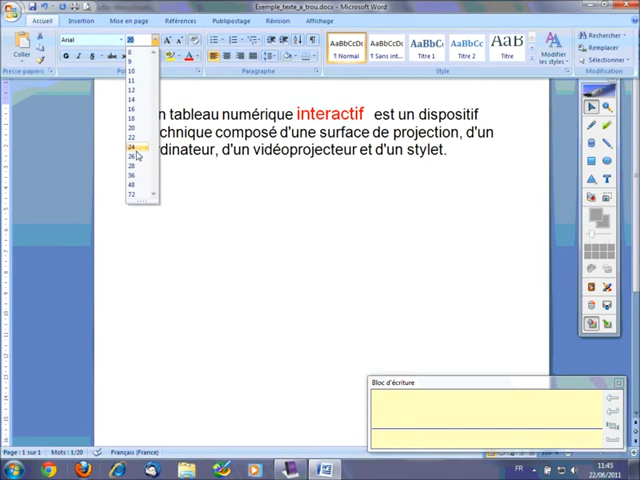 Exemple_texte_a_trou.docx - Microsoft Word
Accueil Insertion Mise en page Références Publipostage Révision Affichage
Arial 20
Coller
G I S
AaBbCcDc AaBbCcDc AaBbC AaBbCc AaB
¶ Normal ¶ Sans int... Titre 1 Titre 2 Titre
Modifier les styles
Rechercher
Remplacer
Sélectionner
Presse-papiers Paragraphe Style Modification
8
9
10
11
12
14
16
18
20
22
24
26
28
36
48
72
n tableau numérique interactif est un dispositif
chnique composé d'une surface de projection, d'un
dinateur, d'un vidéoprojecteur et d'un stylet.
Bloc d'écriture
Page : 1 sur 1 Mots : 1/20 Français (France)
FR
11:45
22/06/2011